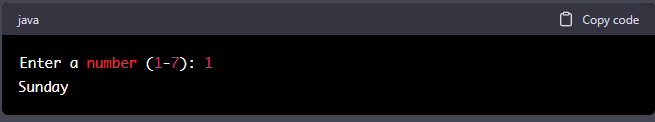 java Copy code
Enter a number (1-7): 1
Sunday